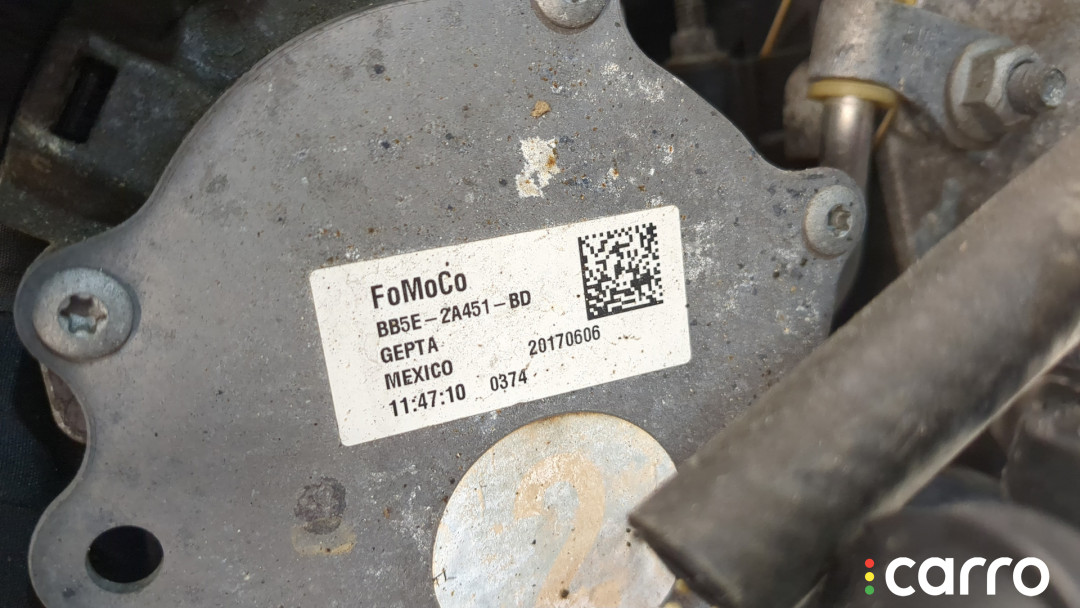 FoMoCo
BB5E-2A451-BD
GEPTA
MEXICO 20170606
11:47:10 0374
2
carro